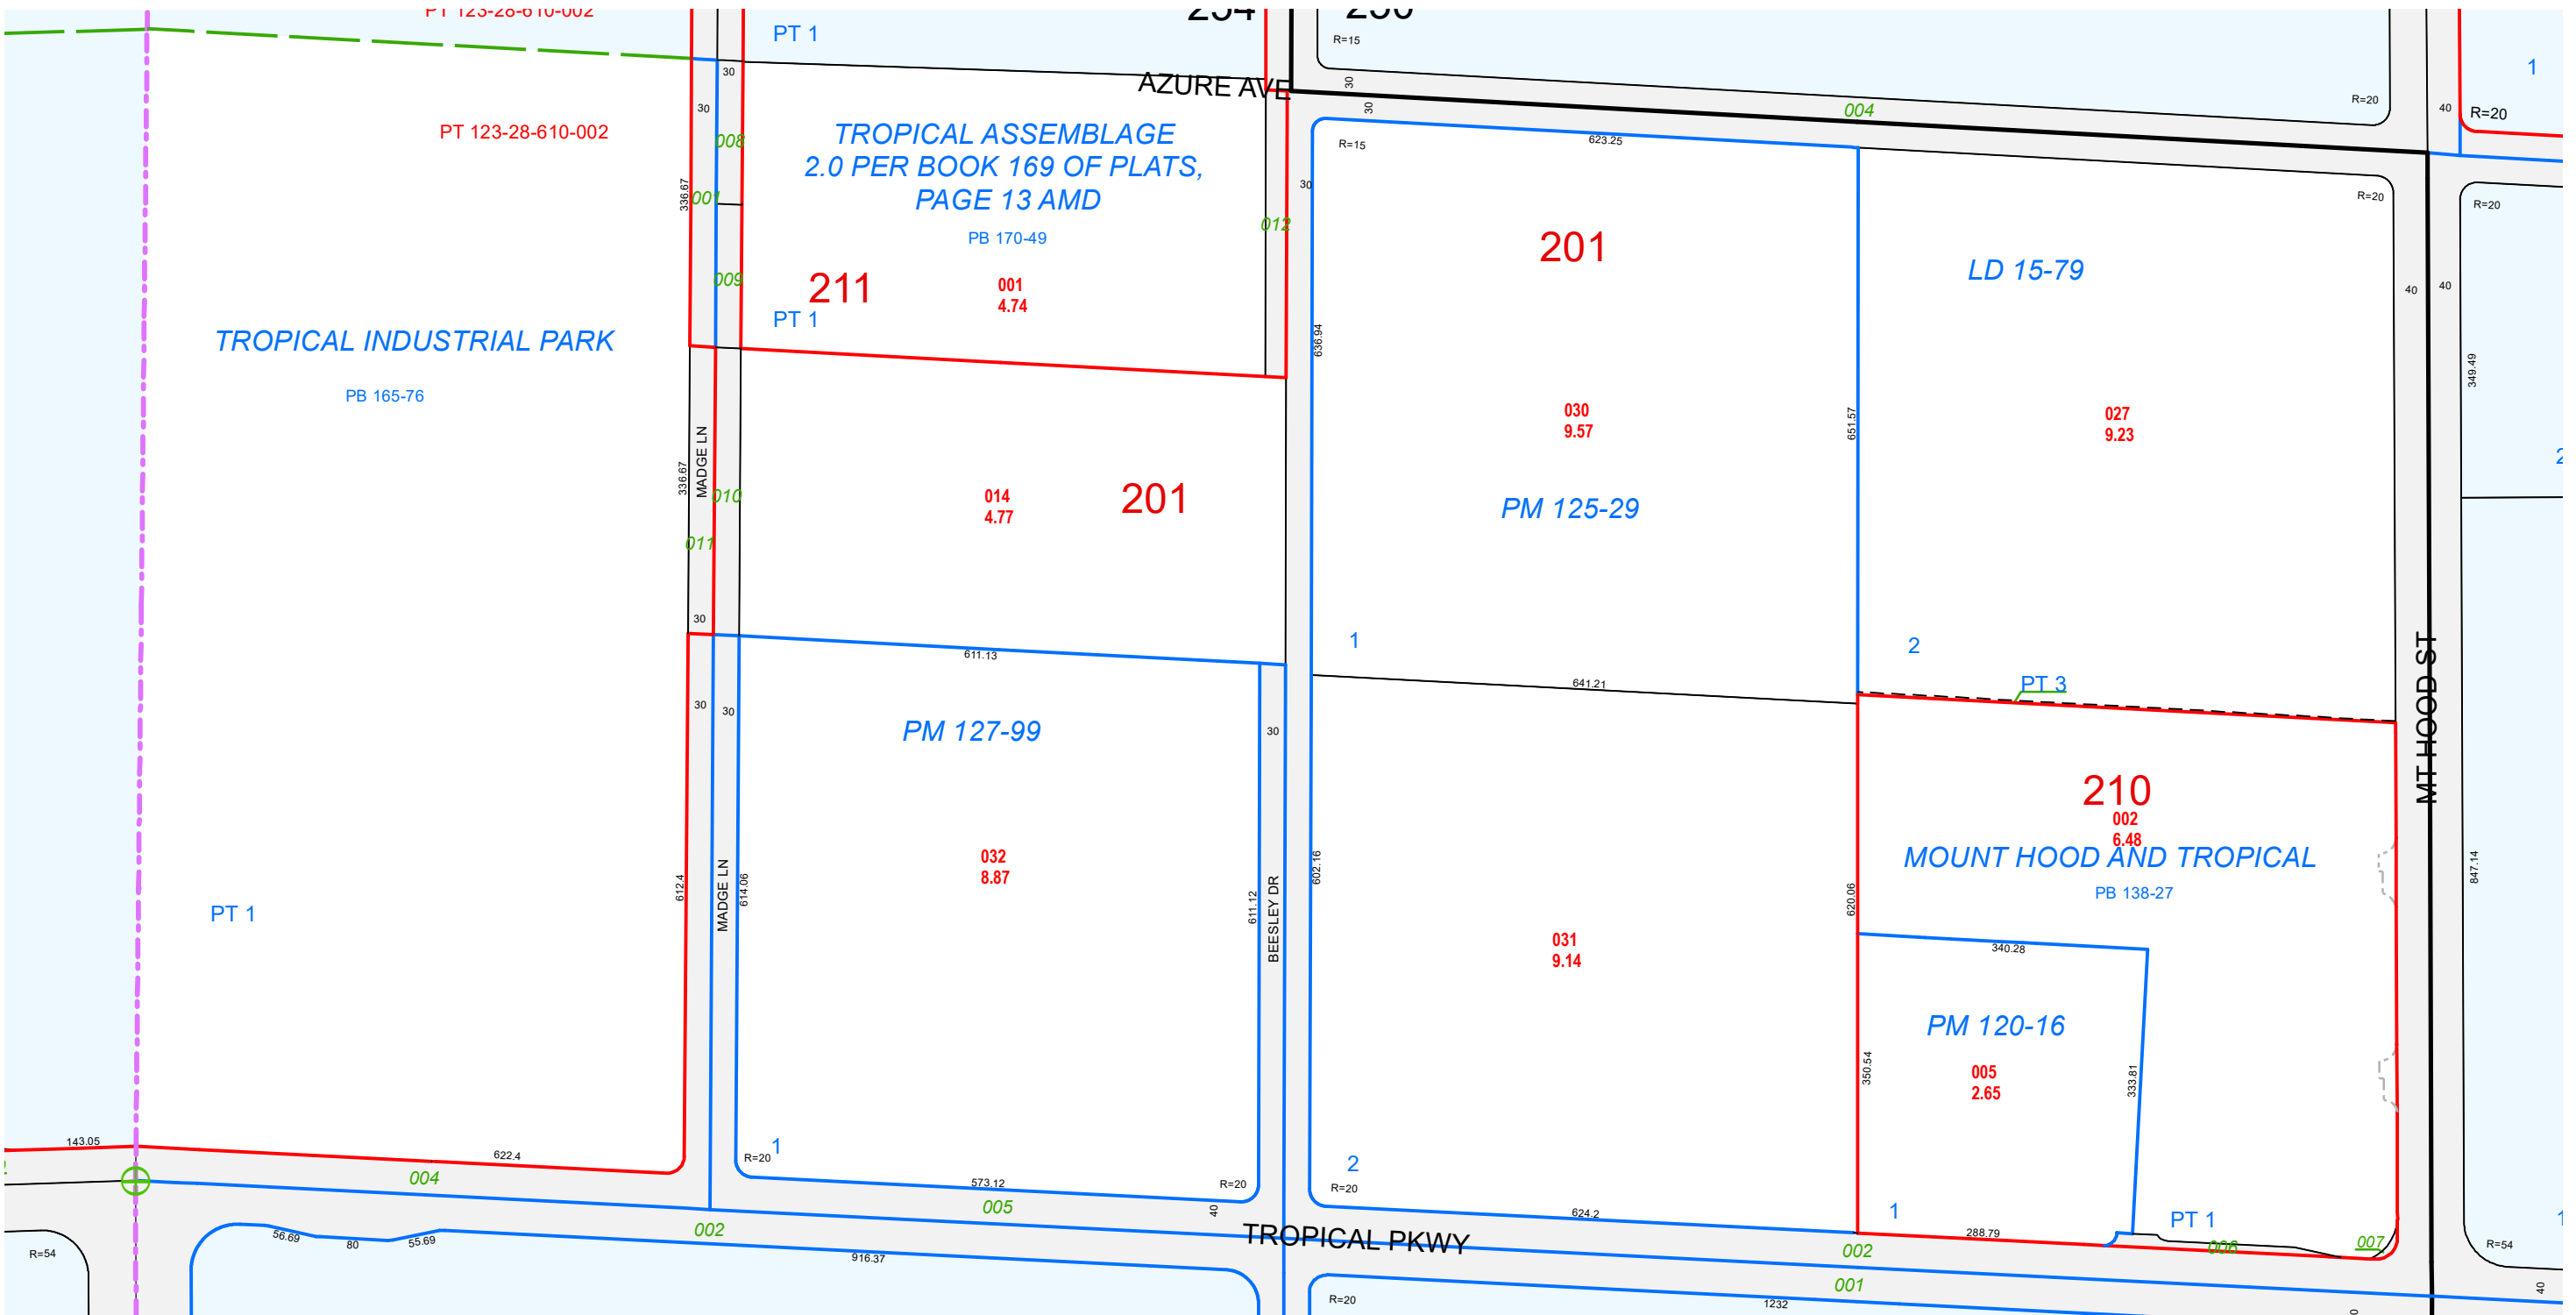 PT 123-28-610-002
PT 1
R=15
1
30
AZURE AVE
30
004
R=20
40
R=20
30
30
PT 123-28-610-002
008
TROPICAL ASSEMBLAGE
2.0 PER BOOK 169 OF PLATS,
PAGE 13 AMD
PB 170-49
R=15
623.25
336.67
001
30
012
R=20
R=20
201
LD 15-79
009
211
001
4.74
PT 1
40
40
636.94
349.49
TROPICAL INDUSTRIAL PARK
PB 165-76
030
9.57
651.57
027
9.23
336.67
MADGE LN
010
014
4.77
201
PM 125-29
2
011
30
611.13
1
2
641.21
PT 3
MT HOOD ST
30
30
PM 127-99
30
210
002
6.48
MOUNT HOOD AND TROPICAL
PB 138-27
032
8.87
612.4
MADGE LN
614.06
611.12
BEESLEY DR
602.16
620.06
847.14
PT 1
031
9.14
340.28
PM 120-16
005
2.65
350.54
333.81
143.05
622.4
1
R=20
004
573.12
R=20
005
40
2
R=20
624.2
1
288.79
PT 1
006
007
1
R=54
56.69
80
55.69
002
916.37
TROPICAL PKWY
002
001
R=54
R=20
1232
40